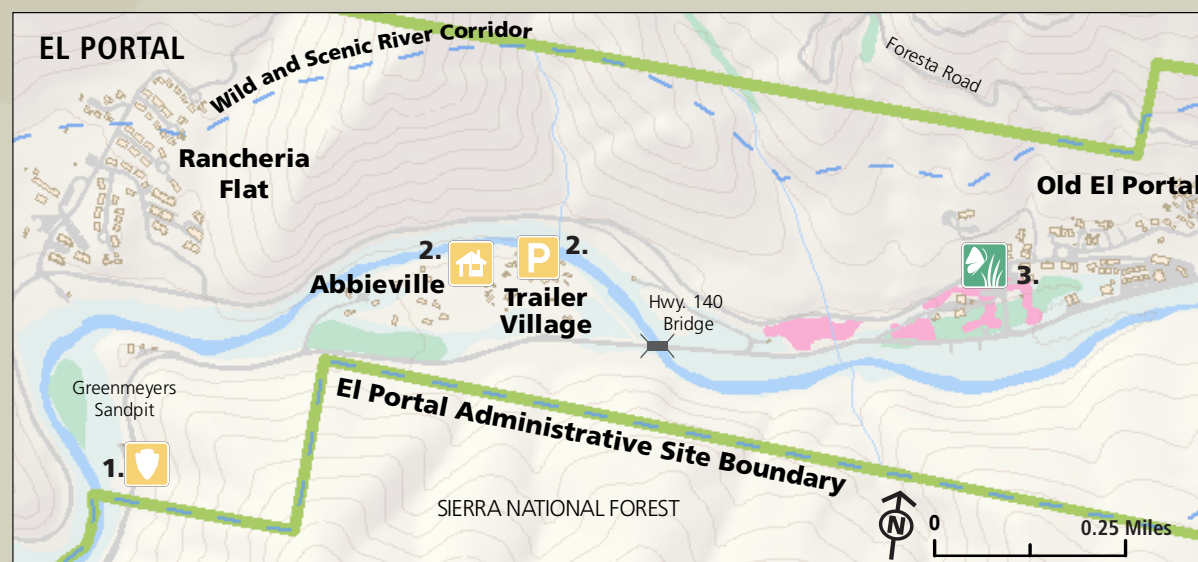 EL PORTAL
Wild and Scenic River Corridor
Foresta Road
Rancheria
Flat
Old El Portal
2.
P
2.
3.
Abbieville
Trailer
Village
Hwy. 140
Bridge
Greenmeyers
Sandpit
El Portal Administrative Site Boundary
1.
SIERRA NATIONAL FOREST
N
0
0.25 Miles